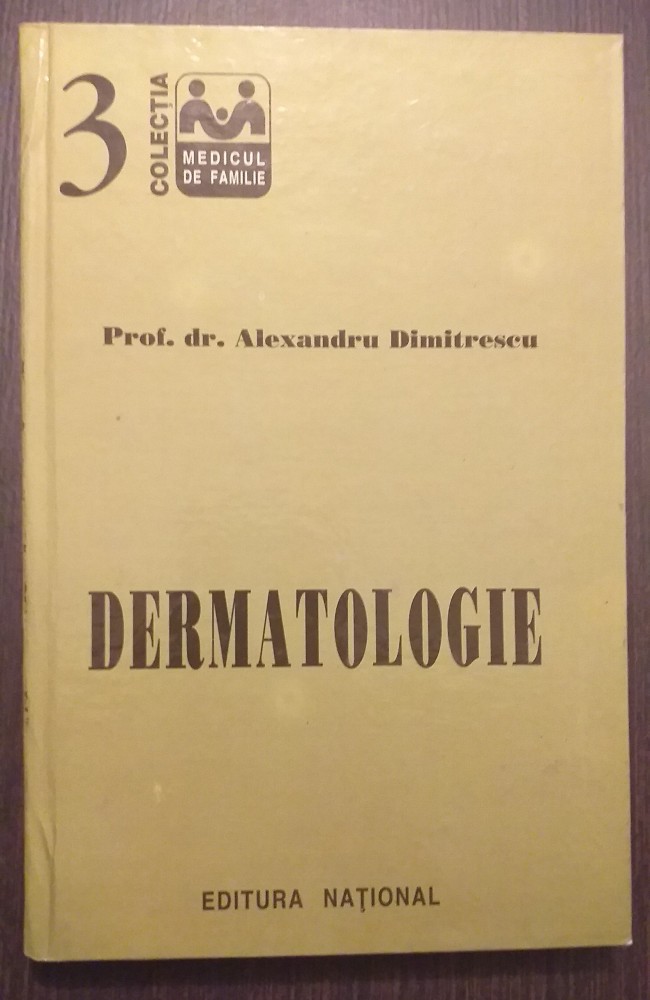 3
COLECȚIA
MEDICUL
DE FAMILIE
Prof. dr. Alexandru Dimitrescu
DERMATOLOGIE
EDITURA NAȚIONAL